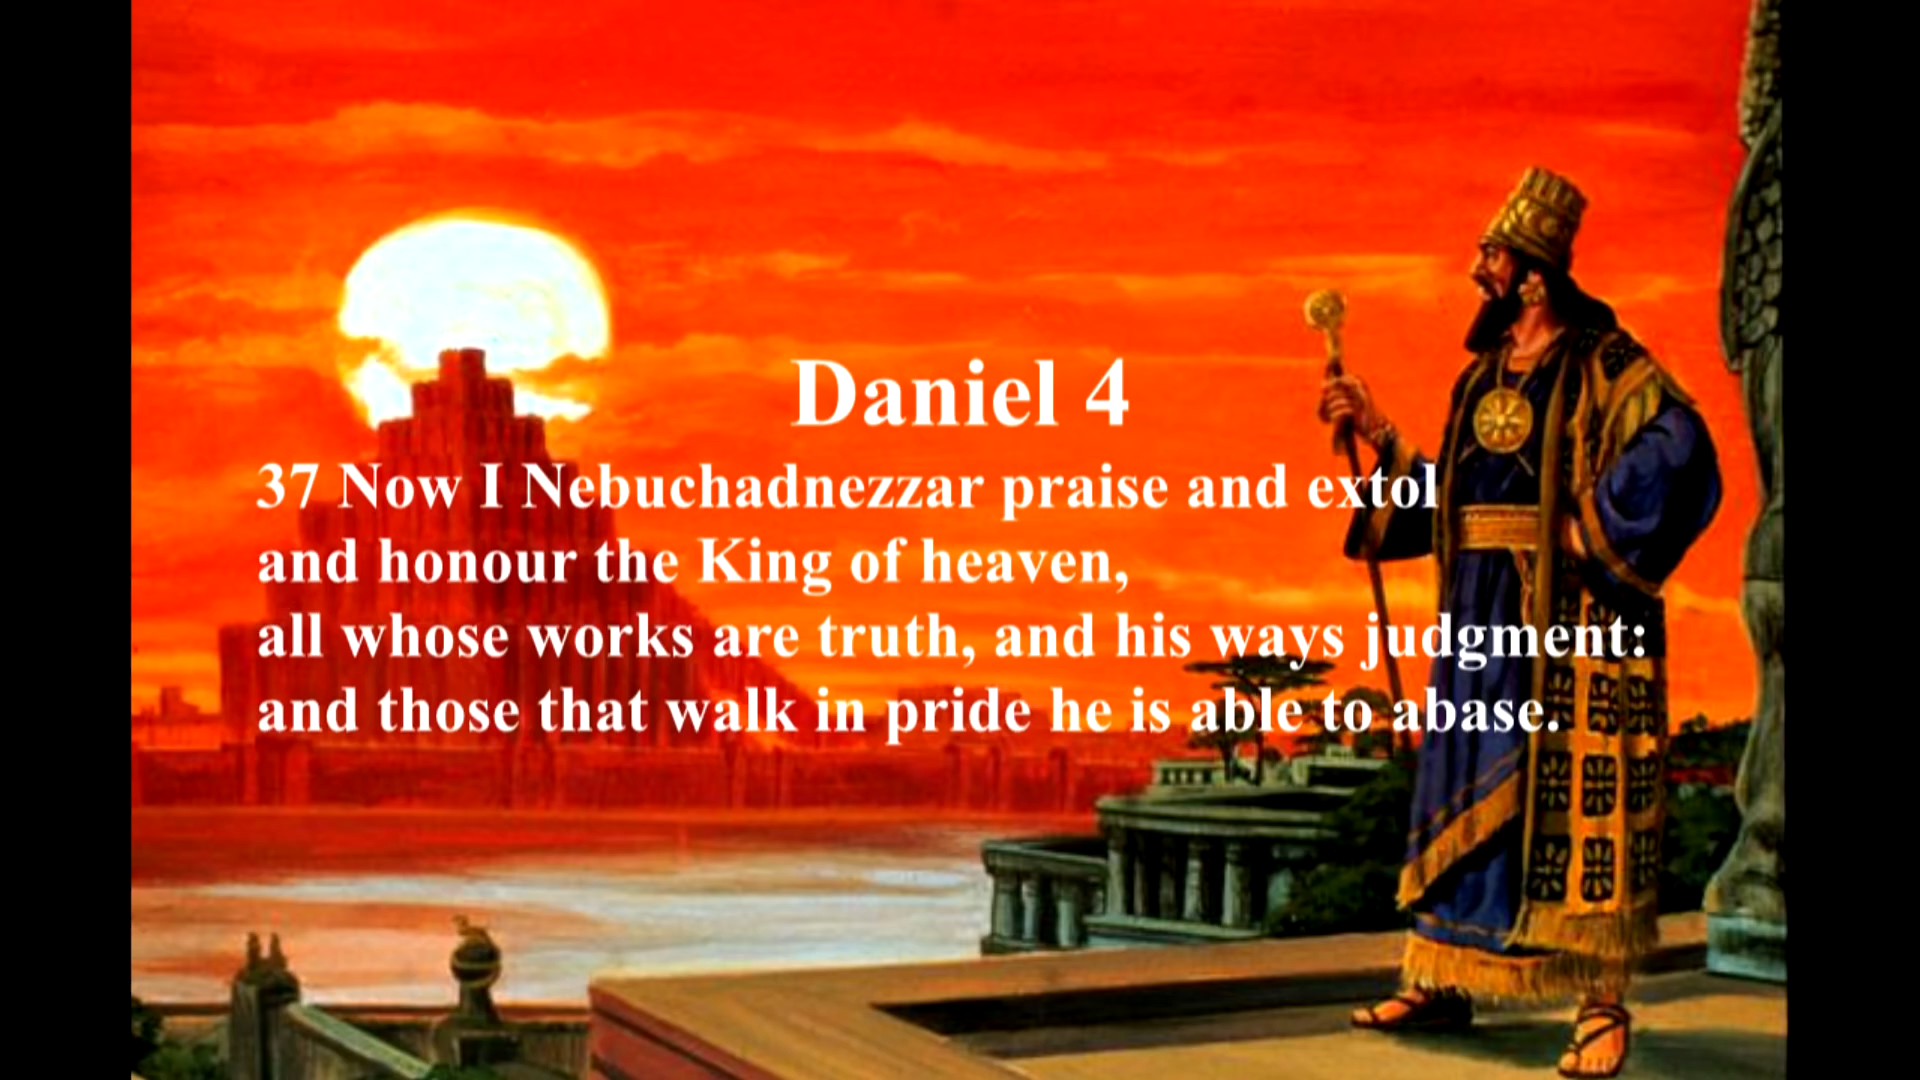 Daniel 4
37 Now I Nebuchadnezzar praise and extol
and honour the King of heaven,
all whose works are truth, and his ways judgment:
and those that walk in pride he is able to abase.